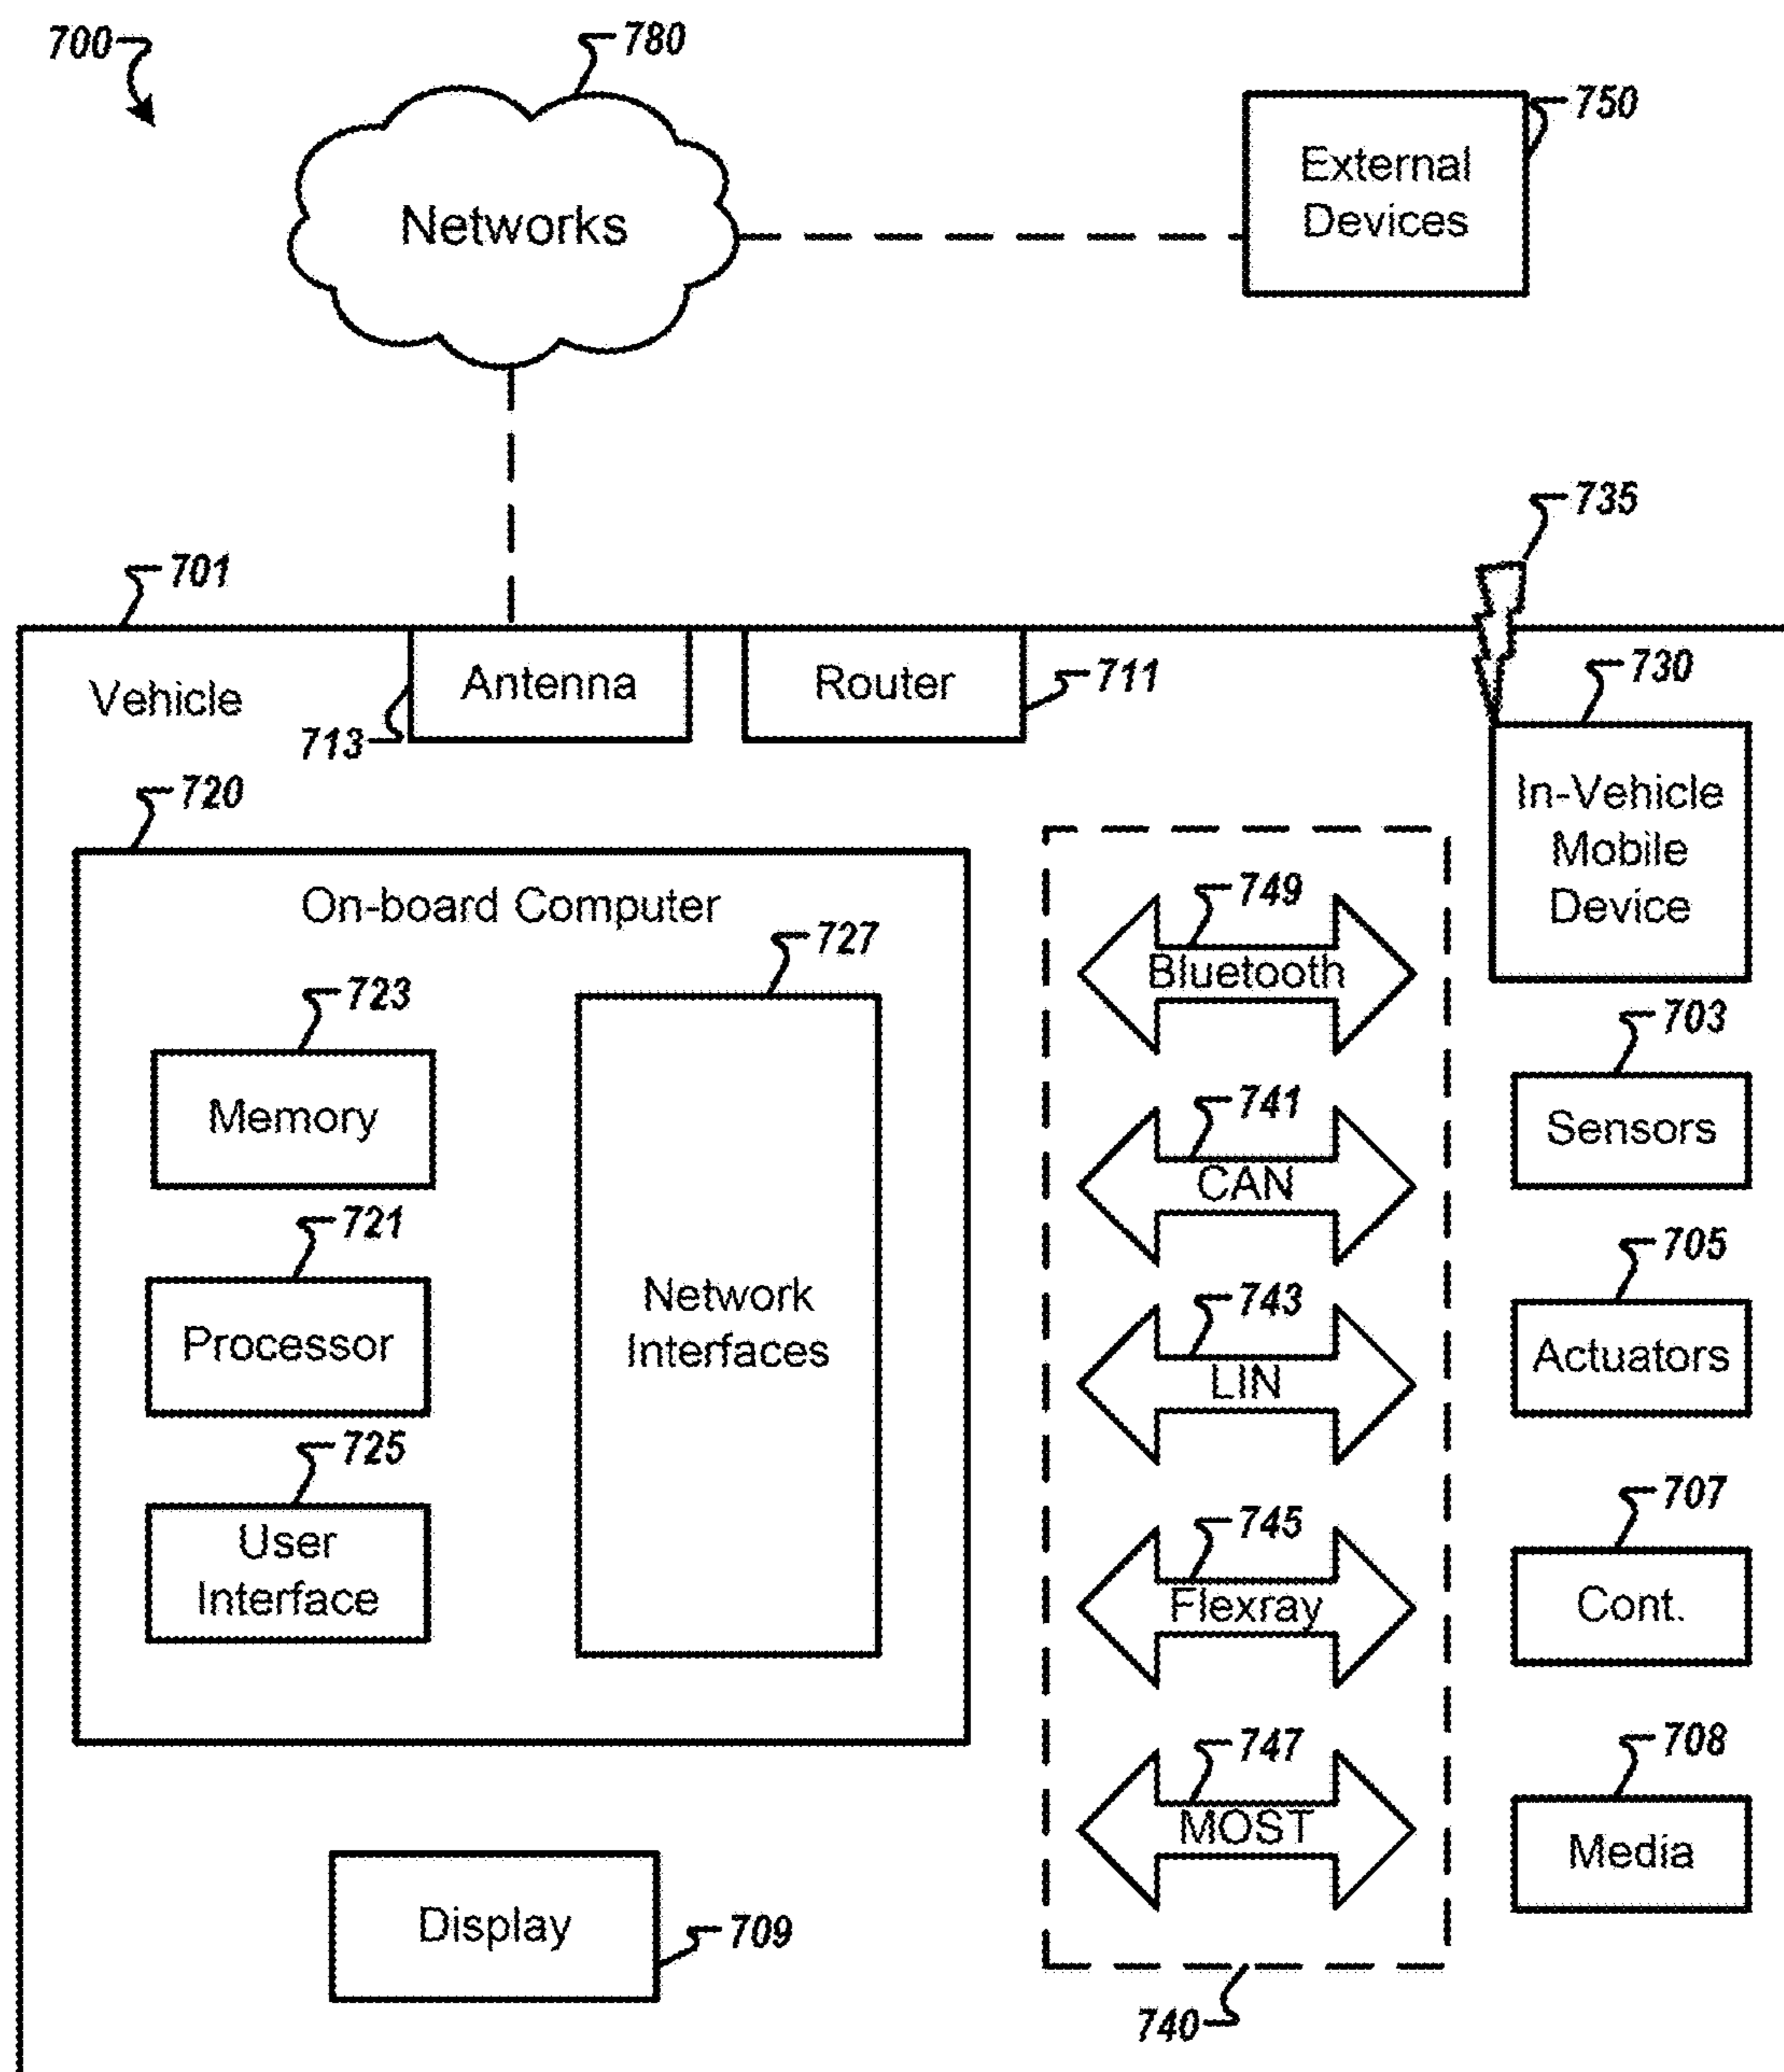 700
780
Networks
750
External
Devices
735
701
Vehicle
Antenna
713
Router
711
730
In-Vehicle
Mobile
Device
720
On-board Computer
727
723
Memory
721
Processor
725
User
Interface
Network
Interfaces
749
Bluetooth
741
CAN
743
LIN
745
Flexray
747
MOST
740
703
Sensors
705
Actuators
707
Cont.
708
Media
Display
709